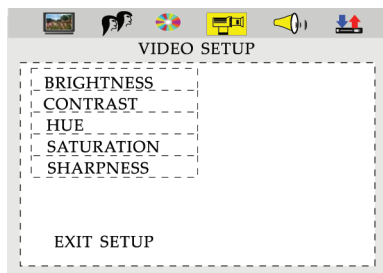 VIDEO SETUP
BRIGHTNESS
CONTRAST
HUE
SATURATION
SHARPNESS
EXIT SETUP